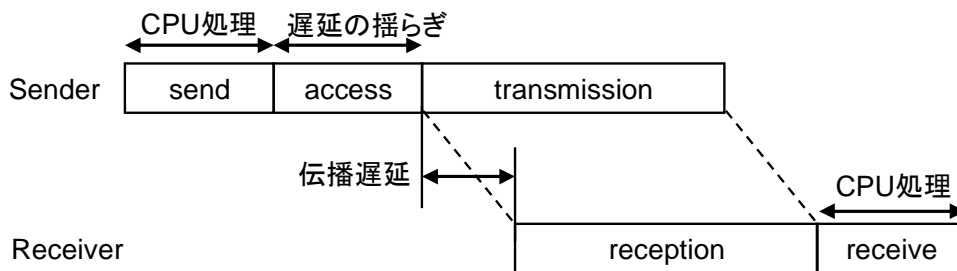 CPU処理 遅延の揺らぎ
Sender send access transmission
伝播遅延
CPU処理
Receiver reception receive